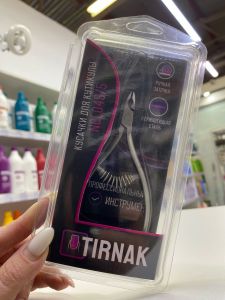 КУСАЧКИ ДЛЯ КУТИКУЛЫ
РУЧНАЯ
ЗАТОЧКА
НЕРЖАВЕЮЩАЯ
СТАЛЬ
ПРОФЕССИОНАЛЬНЫЙ
ИНСТРУМЕНТ
TIRNAK